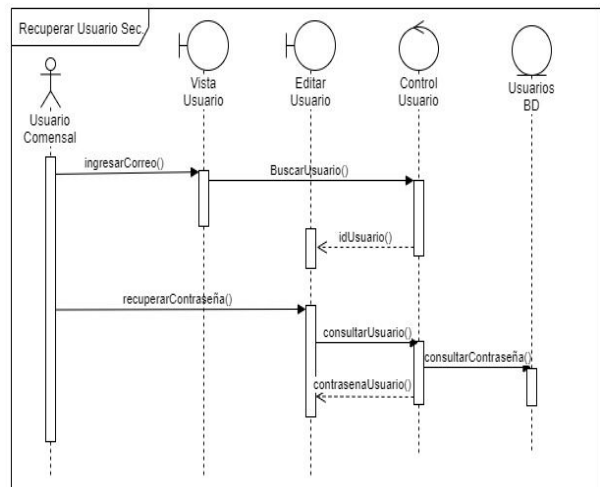 Recuperar Usuario Sec.
Usuario
Comensal
Vista
Usuario
Editar
Usuario
Control
Usuario
Usuarios
BD
ingresarCorreo()
BuscarUsuario()
idUsuario()
recuperarContraseña()
consultarUsuario()
consultarContraseña()
contrasenaUsuario()